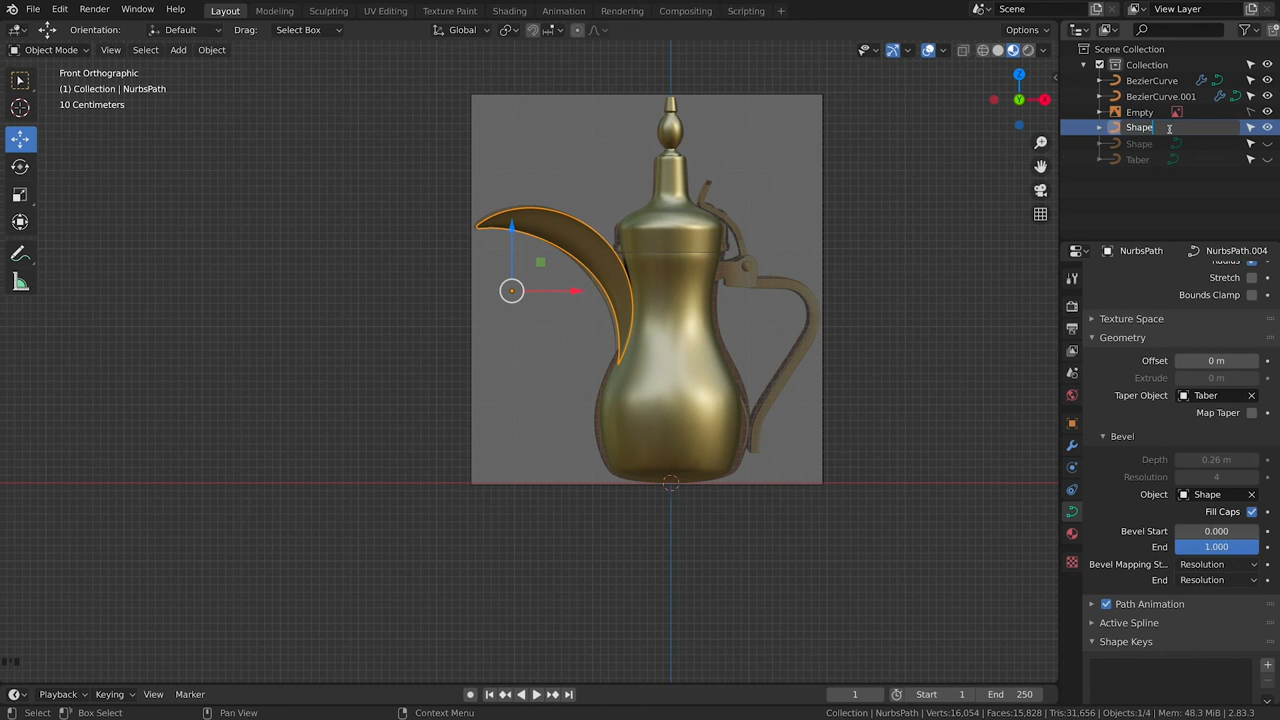 File Edit Render Window Help Layout Modeling Sculpting UV Editing Texture Paint Shading Animation Rendering Compositing Scripting Scene View Layer
Orientation: Default Drag: Select Box Global Options
Object Mode View Select Add Object
Front Orthographic
(1) Collection | NurbsPath
10 Centimeters
Z
X
Y
Scene Collection
Collection
BezierCurve
BezierCurve.001
Empty
Shape
Shape
Taber
NurbsPath NurbsPath.004
Stretch
Bounds Clamp
Texture Space
Geometry
Offset 0 m
Extrude 0 m
Taper Object Taber
Map Taper
Bevel
Depth 0.26 m
Resolution 4
Object Shape
Fill Caps
Bevel Start 0.000
End 1.000
Bevel Mapping St... Resolution
End Resolution
Path Animation
Active Spline
Shape Keys
Playback Keying View Marker 1 Start 1 End 250
Select Box Select Pan View Context Menu Collection | NurbsPath | Verts:16,054 | Faces:15,828 | Tris:31,656 | Objects:1/4 | Mem: 48.3 MiB | 2.83.3